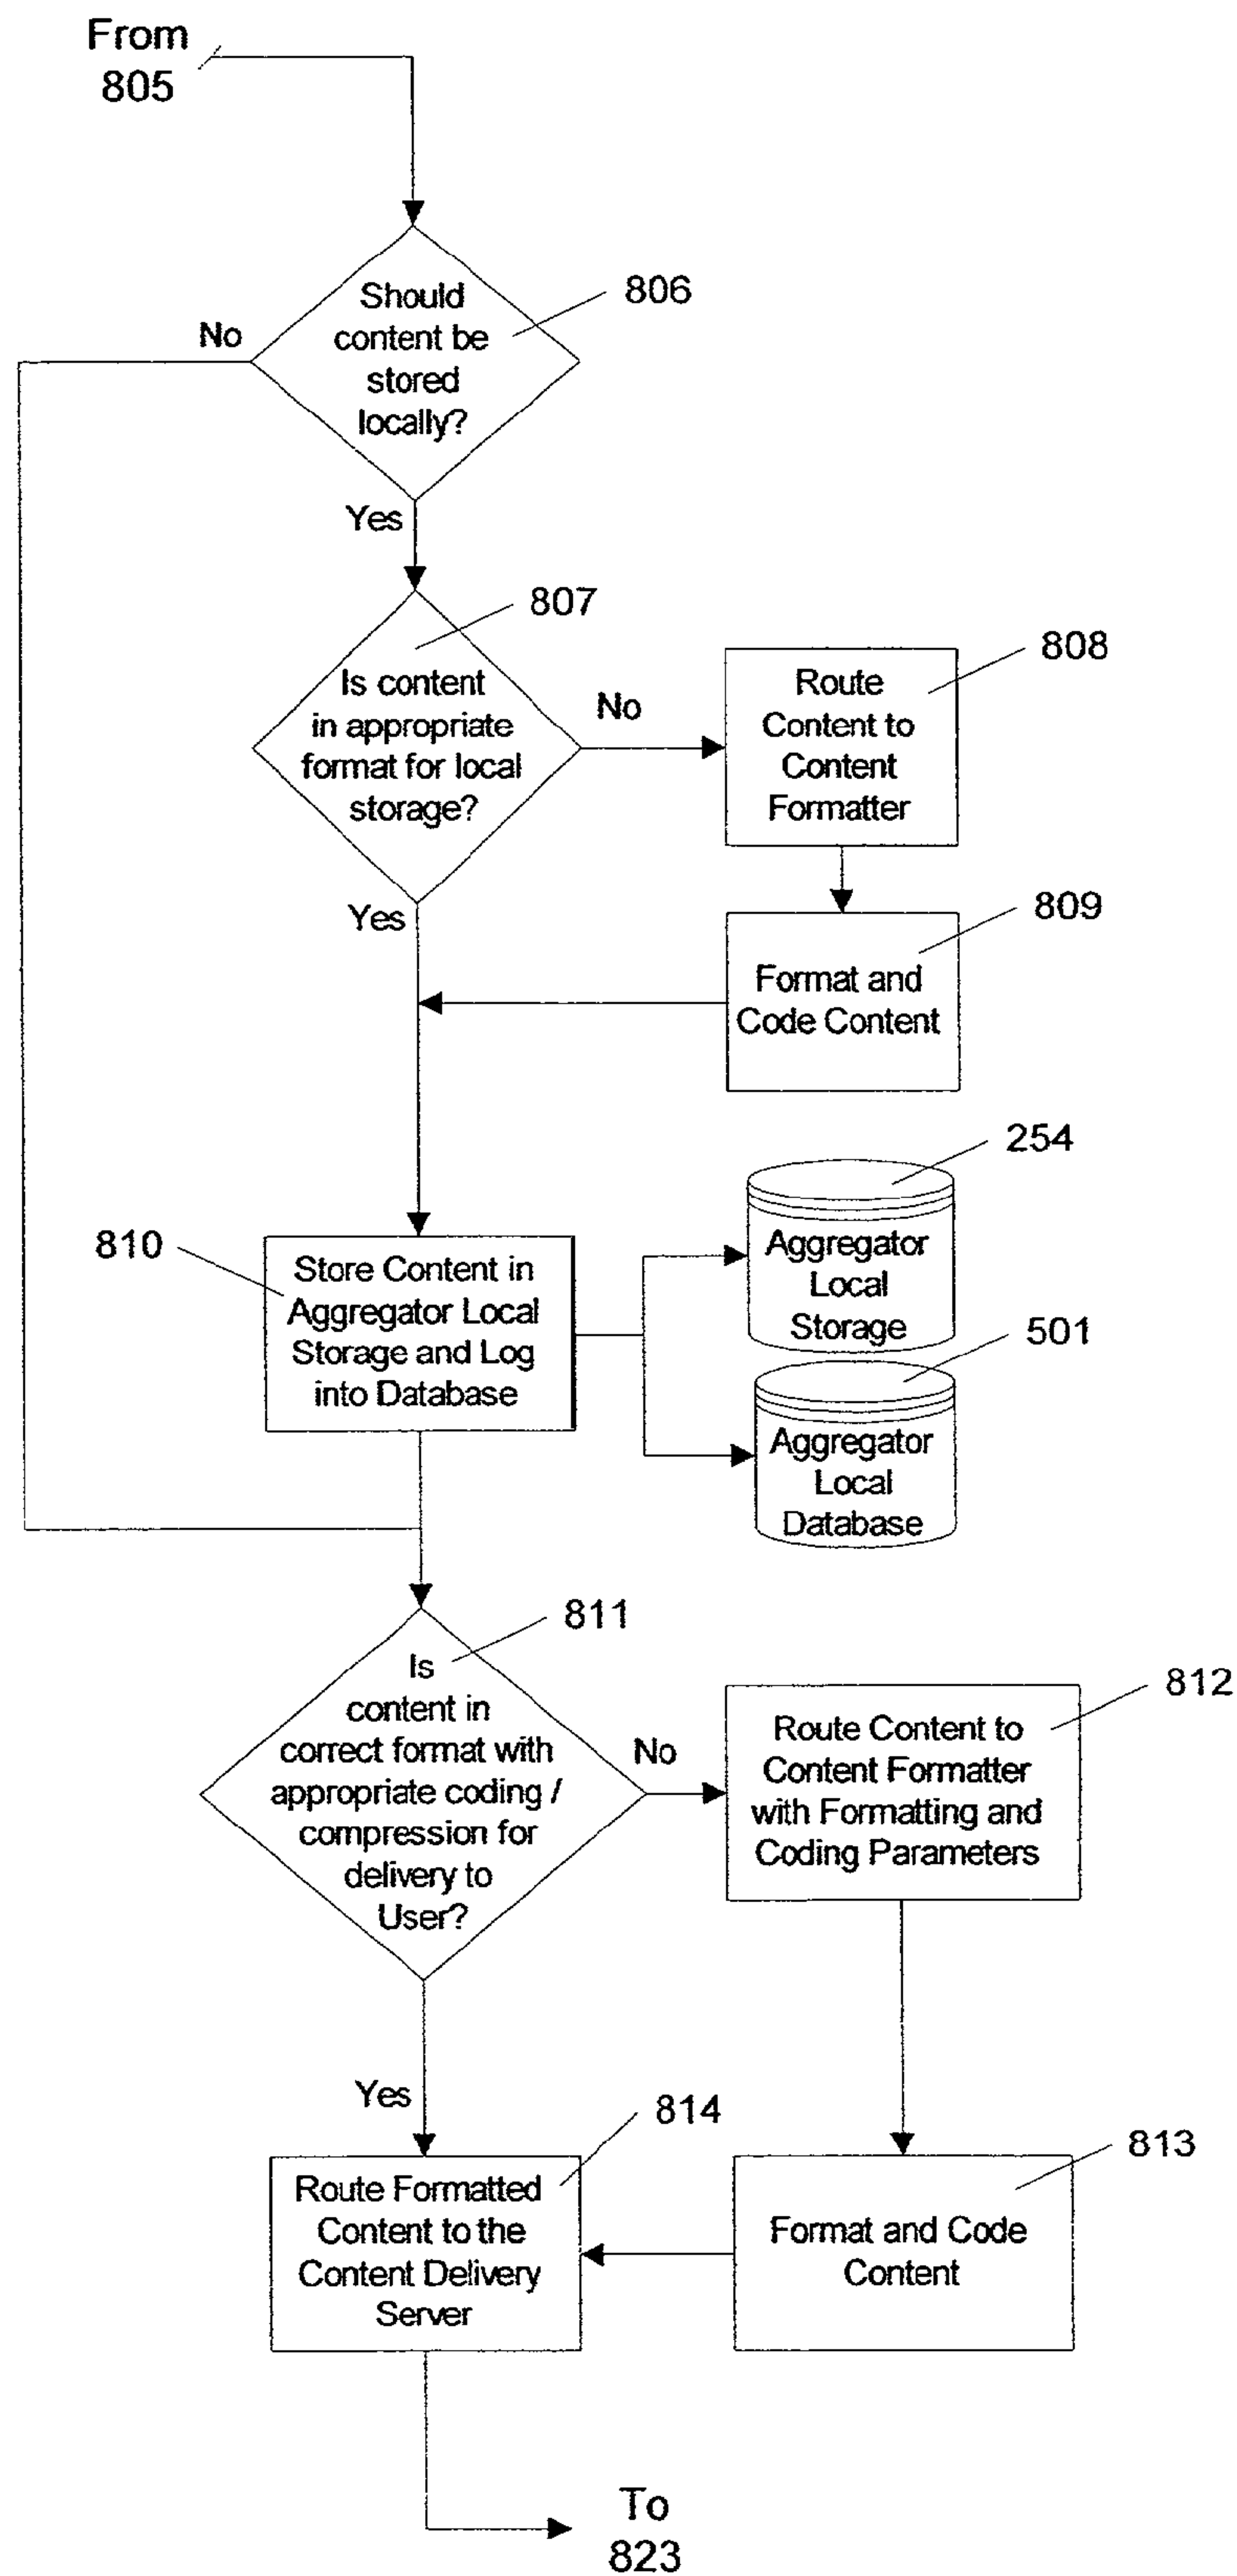 From
805
Should
content be
stored
locally?
806
No
Yes
807
Is content
in appropriate
format for local
storage?
No
808
Route
Content to
Content
Formatter
Yes
809
Format and
Code Content
254
Aggregator
Local
Storage
810
Store Content in
Aggregator Local
Storage and Log
into Database
501
Aggregator
Local
Database
811
Is
content in
correct format with
appropriate coding /
compression for
delivery to
User?
No
812
Route Content to
Content Formatter
with Formatting and
Coding Parameters
Yes
814
Route Formatted
Content to the
Content Delivery
Server
813
Format and Code
Content
To
823